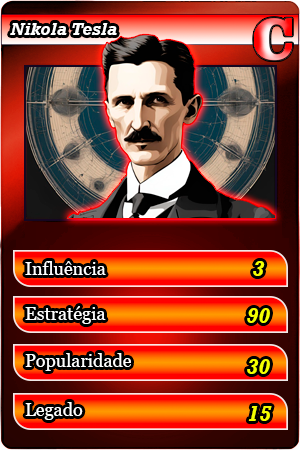 Nikola Tesla
C
Influência 3
Estratégia 90
Popularidade 30
Legado 15